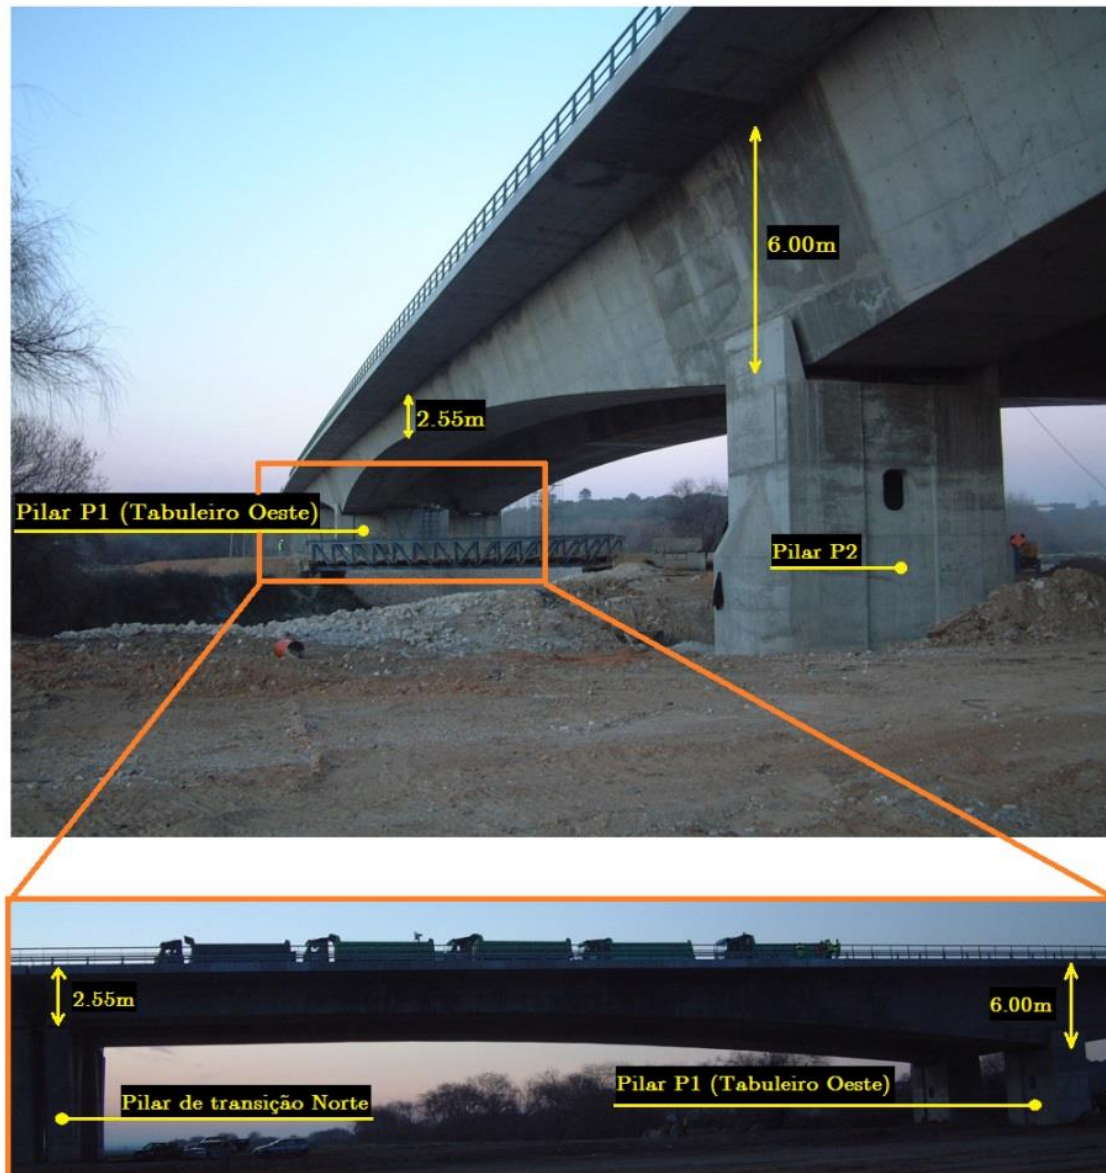 6.00m
2.55m
Pilar P1 (Tabuleiro Oeste)
Pilar P2
2.55m
6.00m
Pilar P1 (Tabuleiro Oeste)
Pilar de transição Norte